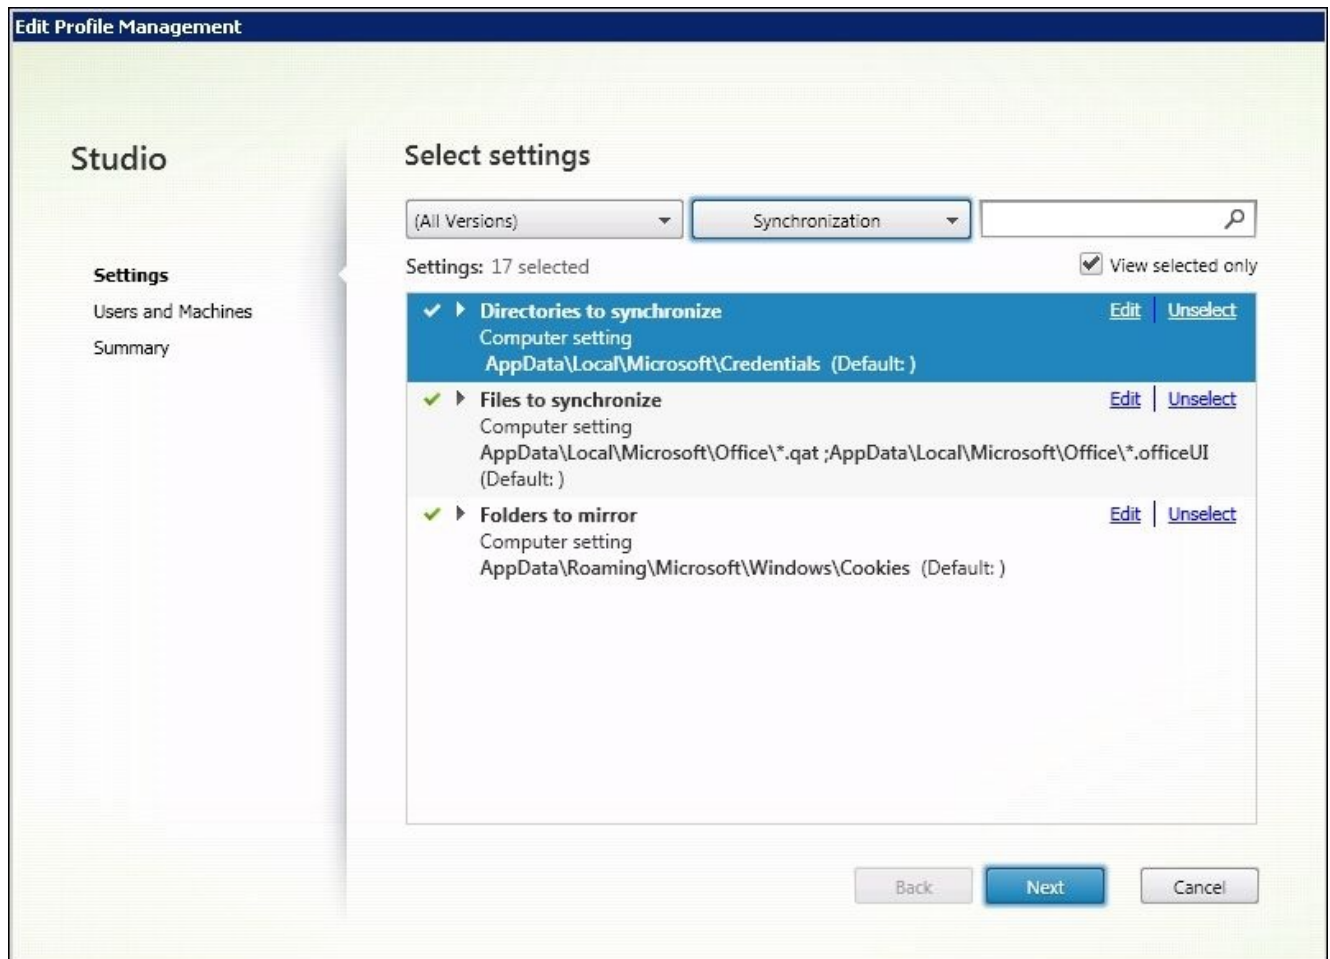 Edit Profile Management
Studio
Select settings
(All Versions)
Synchronization
Settings: 17 selected
View selected only
Settings
Users and Machines
Summary
Directories to synchronize
Edit
Unselect
Computer setting
AppData\Local\Microsoft\Credentials (Default: )
Files to synchronize
Edit
Unselect
Computer setting
AppData\Local\Microsoft\Office\*.qat ;AppData\Local\Microsoft\Office\*.officeUI
(Default: )
Folders to mirror
Edit
Unselect
Computer setting
AppData\Roaming\Microsoft\Windows\Cookies (Default: )
Back
Next
Cancel